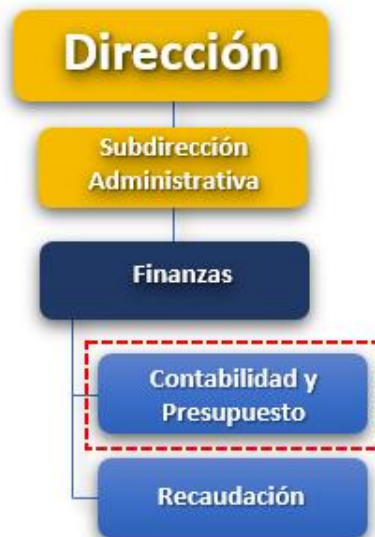 Dirección
Subdirección
Administrativa
Finanzas
Contabilidad y
Presupuesto
Recaudación